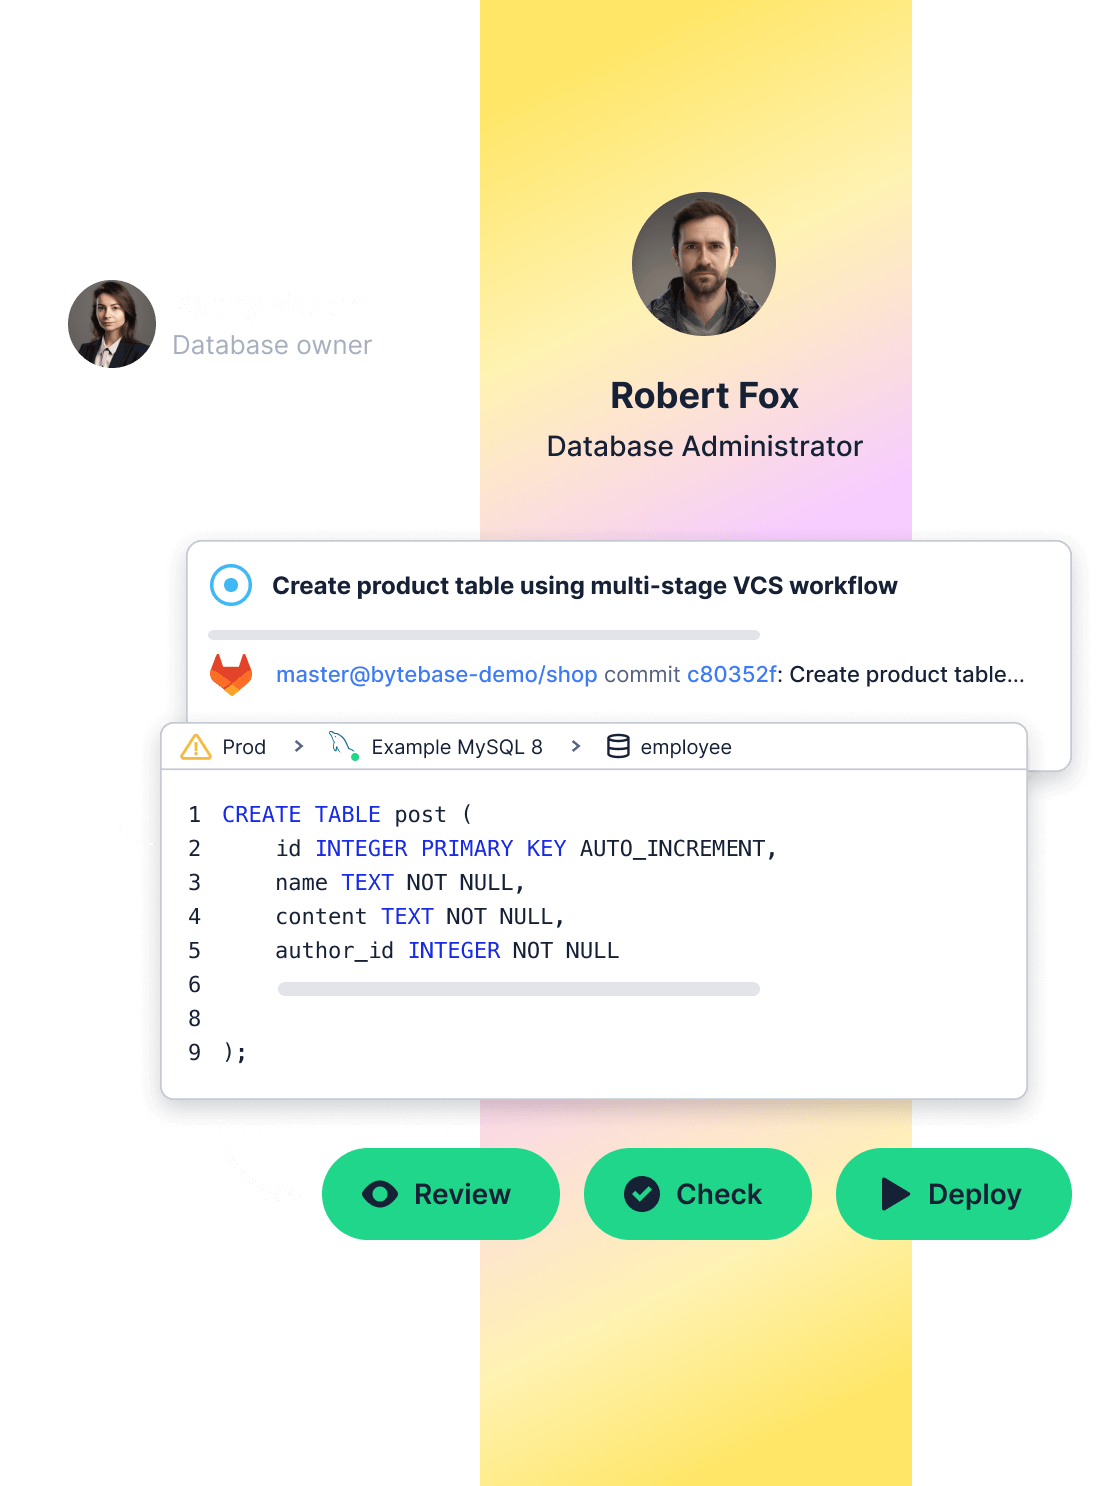 Robert Fox
Database Administrator
Database owner
Create product table using multi-stage VCS workflow
master@bytebase-demo/shop commit c80352f: Create product table...
Prod > Example MySQL 8 > employee
1 CREATE TABLE post (
2 id INTEGER PRIMARY KEY AUTO_INCREMENT,
3 name TEXT NOT NULL,
4 content TEXT NOT NULL,
5 author_id INTEGER NOT NULL
6
8
9 );
Review
Check
Deploy